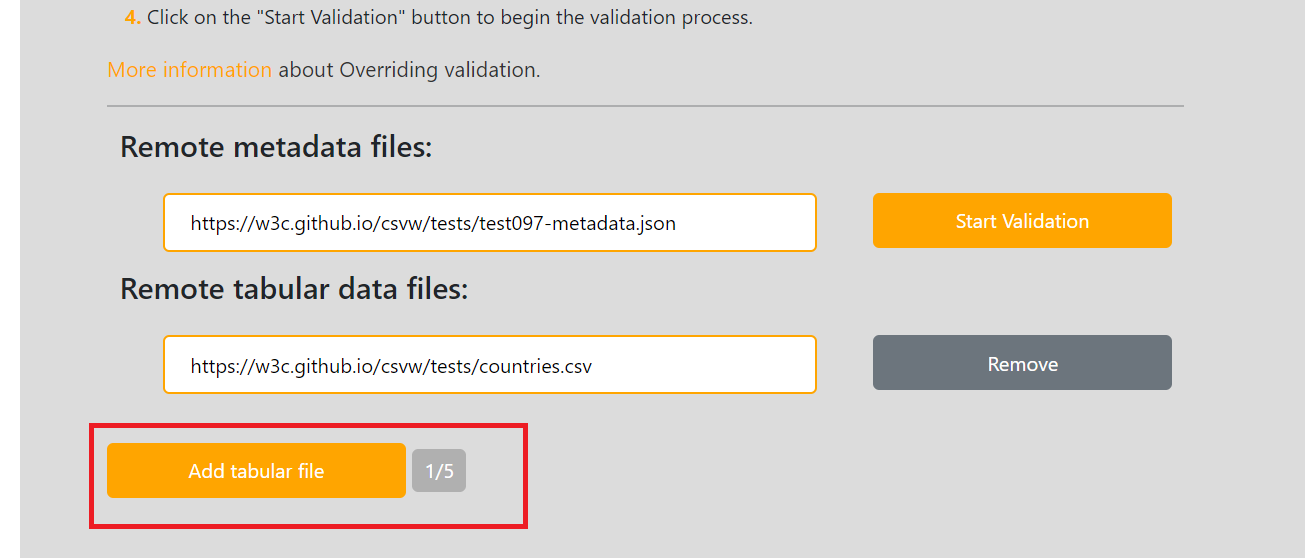 4. Click on the "Start Validation" button to begin the validation process.
More information about Overriding validation.
Remote metadata files:
https://w3c.github.io/csvw/tests/test097-metadata.json
Start Validation
Remote tabular data files:
https://w3c.github.io/csvw/tests/countries.csv
Remove
Add tabular file
1/5